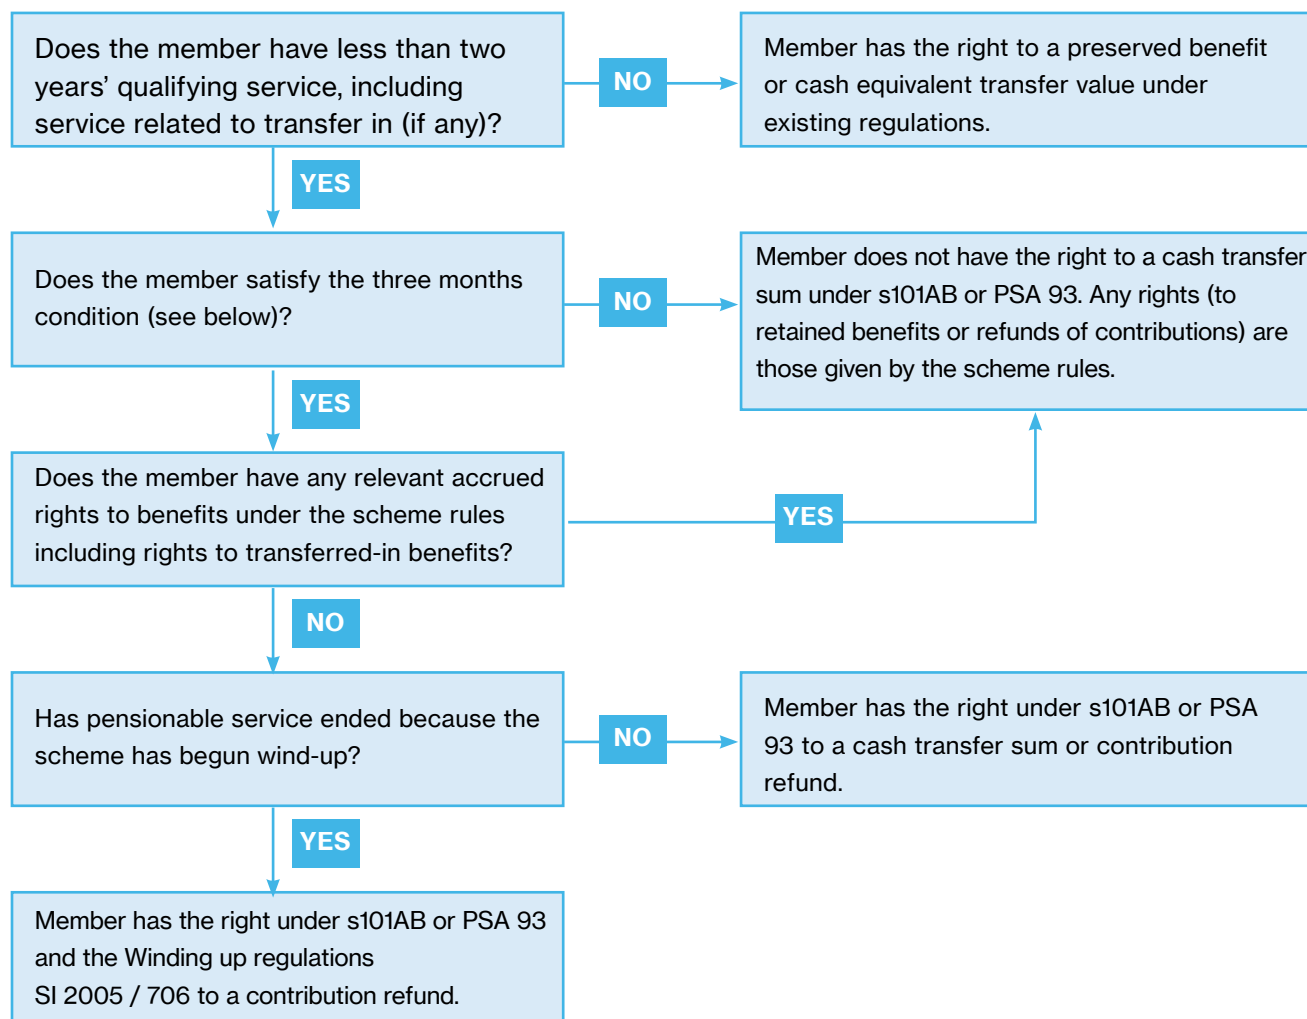 Does the member have less than two
years’ qualifying service, including
service related to transfer in (if any)?
NO
Member has the right to a preserved benefit
or cash equivalent transfer value under
existing regulations.
YES
Does the member satisfy the three months
condition (see below)?
NO
Member does not have the right to a cash transfer
sum under s101AB or PSA 93. Any rights (to
retained benefits or refunds of contributions) are
those given by the scheme rules.
YES
Does the member have any relevant accrued
rights to benefits under the scheme rules
including rights to transferred-in benefits?
YES
NO
Has pensionable service ended because the
scheme has begun wind-up?
NO
Member has the right under s101AB or PSA
93 to a cash transfer sum or contribution
refund.
YES
Member has the right under s101AB or PSA 93
and the Winding up regulations
SI 2005 / 706 to a contribution refund.